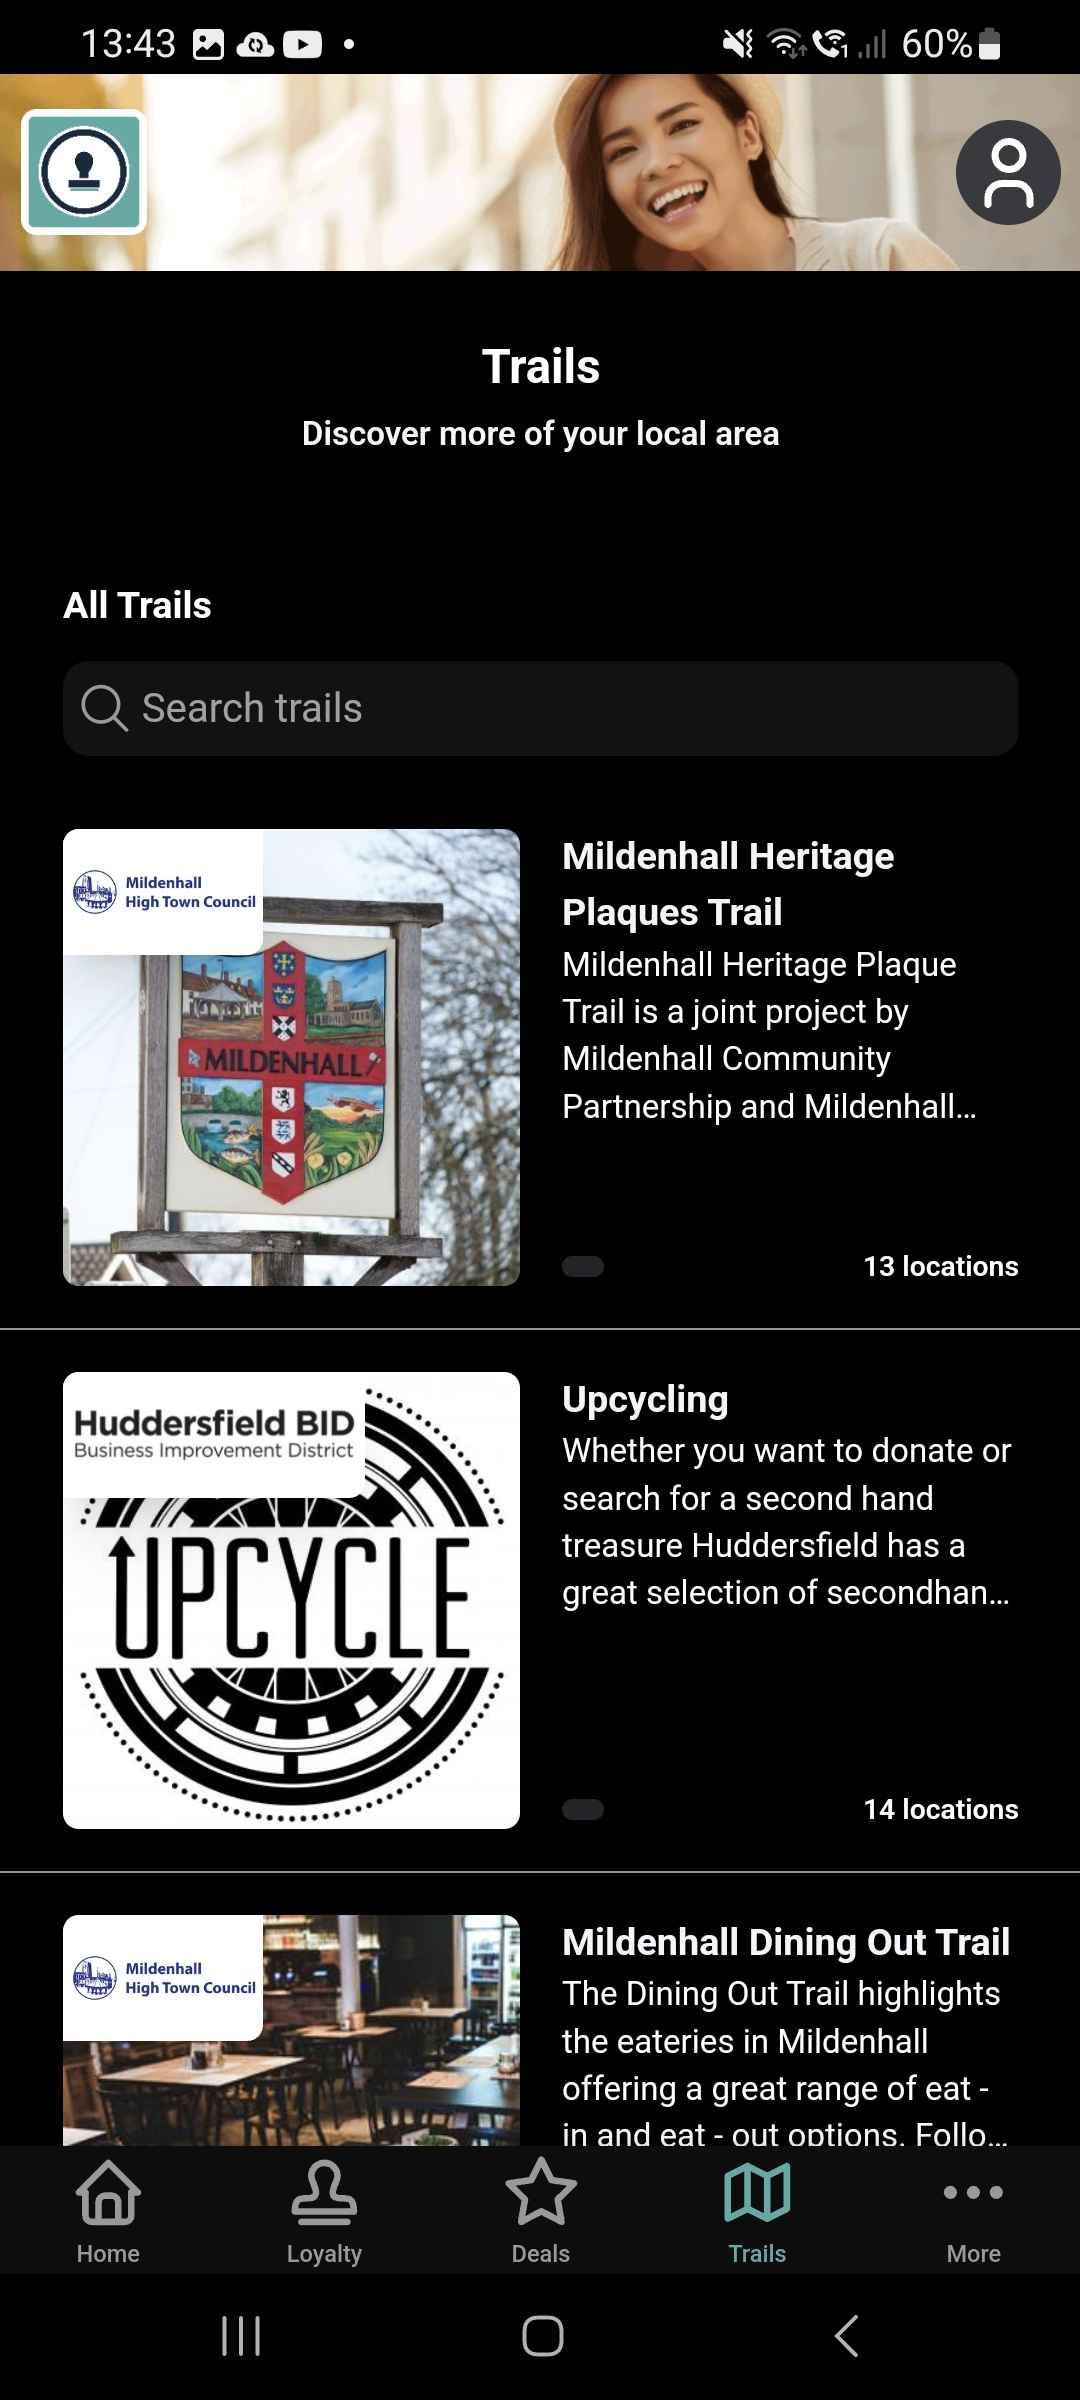 13:43
60%
Trails
Discover more of your local area
All Trails
Search trails
Mildenhall
High Town Council
MILDENHALL
Mildenhall Heritage
Plaques Trail
Mildenhall Heritage Plaque
Trail is a joint project by
Mildenhall Community
Partnership and Mildenhall...
13 locations
Huddersfield BID
Business Improvement District
UPCYCLE
Upcycling
Whether you want to donate or
search for a second hand
treasure Huddersfield has a
great selection of secondhan...
14 locations
Mildenhall
High Town Council
Mildenhall Dining Out Trail
The Dining Out Trail highlights
the eateries in Mildenhall
offering a great range of eat -
in and eat - out options. Follo...
Home
Loyalty
Deals
Trails
More